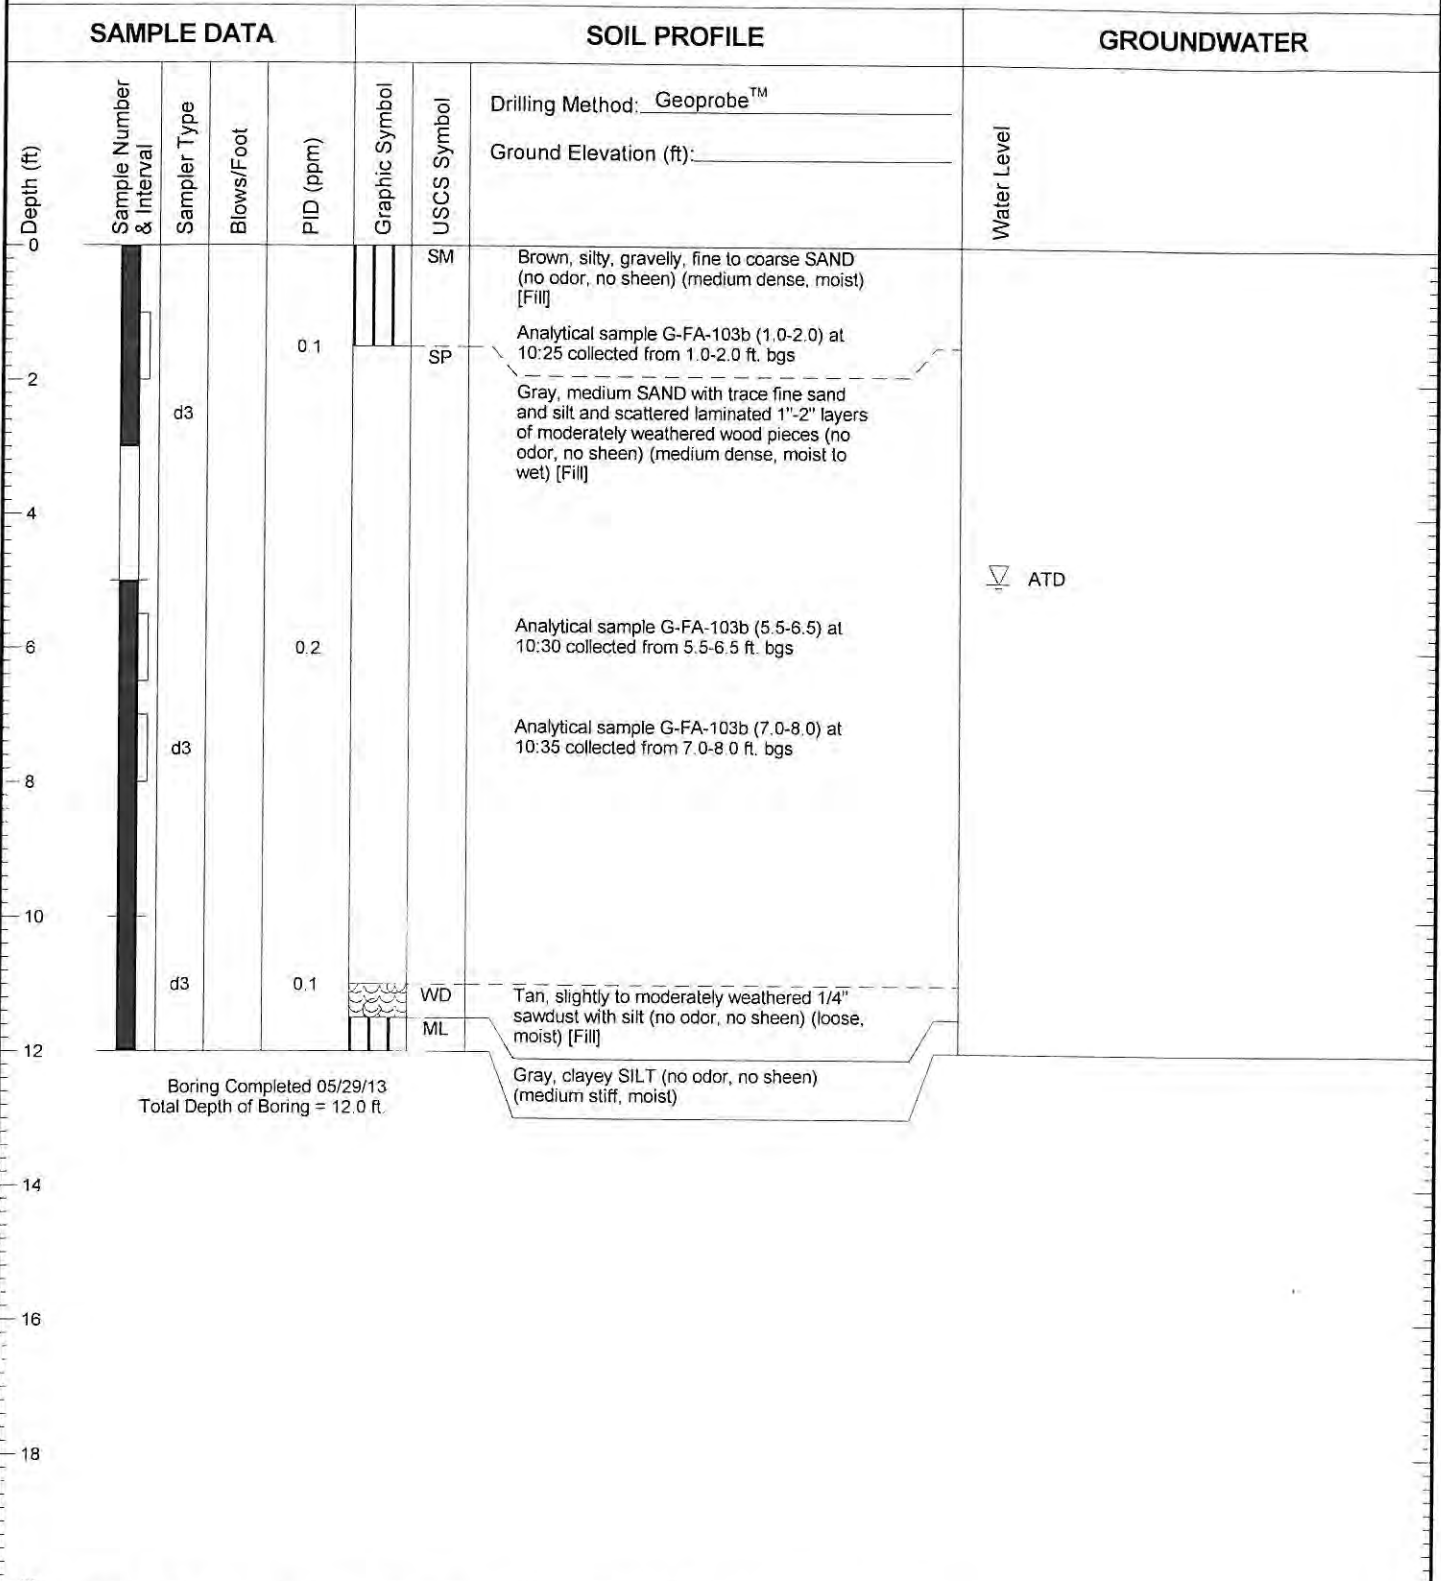 SAMPLE DATA
SOIL PROFILE
GROUNDWATER
Depth (ft)
Sample Number
& Interval
Sampler Type
Blows/Foot
PID (ppm)
Graphic Symbol
USCS Symbol
Drilling Method: Geoprobe™
Ground Elevation (ft):
Water Level
0
SM
Brown, silty, gravelly, fine to coarse SAND
(no odor, no sheen) (medium dense, moist)
[Fill]
Analytical sample G-FA-103b (1.0-2.0) at
0.1
SP
10:25 collected from 1.0-2.0 ft. bgs
2
d3
Gray, medium SAND with trace fine sand
and silt and scattered laminated 1"-2" layers
of moderately weathered wood pieces (no
odor, no sheen) (medium dense, moist to
wet) [Fill]
4
ATD
Analytical sample G-FA-103b (5.5-6.5) at
6
0.2
10:30 collected from 5.5-6.5 ft. bgs
Analytical sample G-FA-103b (7.0-8.0) at
d3
10:35 collected from 7.0-8.0 ft. bgs
8
10
d3
0.1
WD
Tan, slightly to moderately weathered 1/4"
sawdust with silt (no odor, no sheen) (loose,
ML
moist) [Fill]
12
Gray, clayey SILT (no odor, no sheen)
(medium stiff, moist)
Boring Completed 05/29/13
Total Depth of Boring = 12.0 ft.
14
16
18